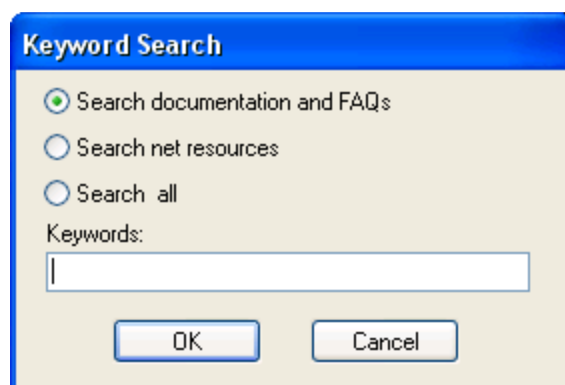 Keyword Search
Search documentation and FAQs
Search net resources
Search all
Keywords:
OK Cancel